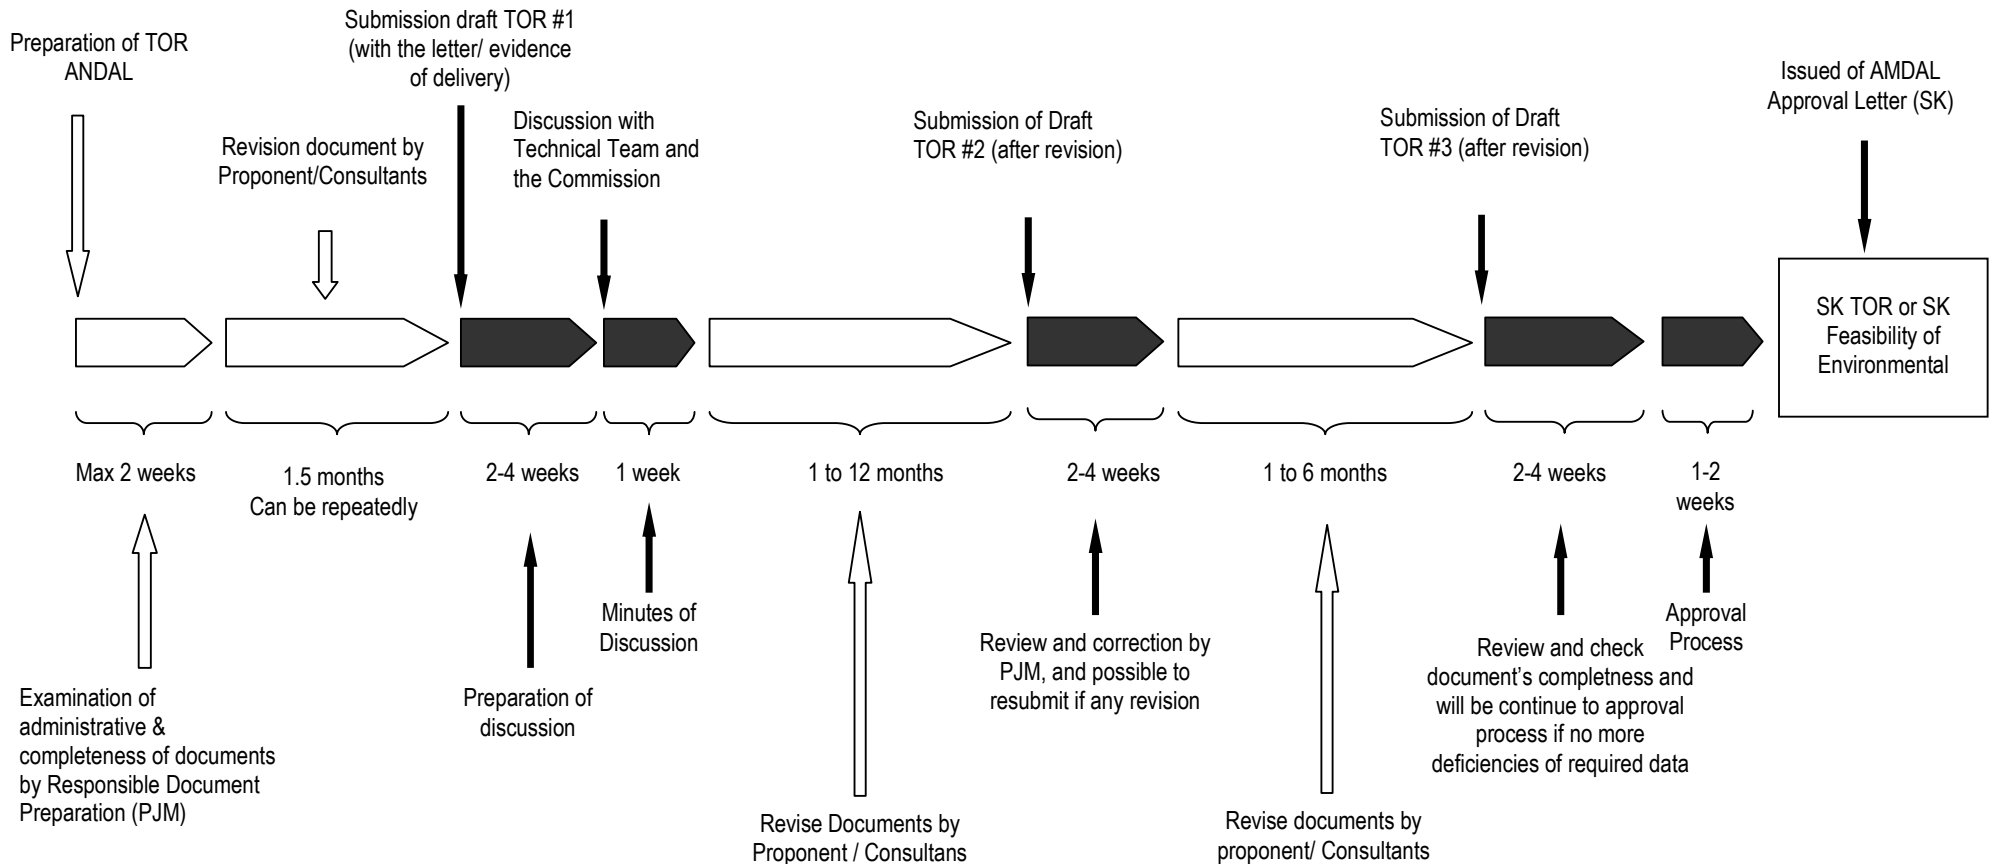 Preparation of TOR
ANDAL
Revision document by
Proponent/Consultants
Submission draft TOR #1
(with the letter/ evidence
of delivery)
Discussion with
Technical Team and
the Commission
Submission of Draft
TOR #2 (after revision)
Submission of Draft
TOR #3 (after revision)
Issued of AMDAL
Approval Letter (SK)
SK TOR or SK
Feasibility of
Environmental
Max 2 weeks
1.5 months
Can be repeatedly
2-4 weeks
1 week
1 to 12 months
2-4 weeks
1 to 6 months
2-4 weeks
1-2
weeks
Examination of
administrative &
completeness of documents
by Responsible Document
Preparation (PJM)
Preparation of
discussion
Minutes of
Discussion
Revise Documents by
Proponent / Consultans
Review and correction by
PJM, and possible to
resubmit if any revision
Revise documents by
proponent/ Consultants
Review and check
document's completness and
will be continue to approval
process if no more
deficiencies of required data
Approval
Process